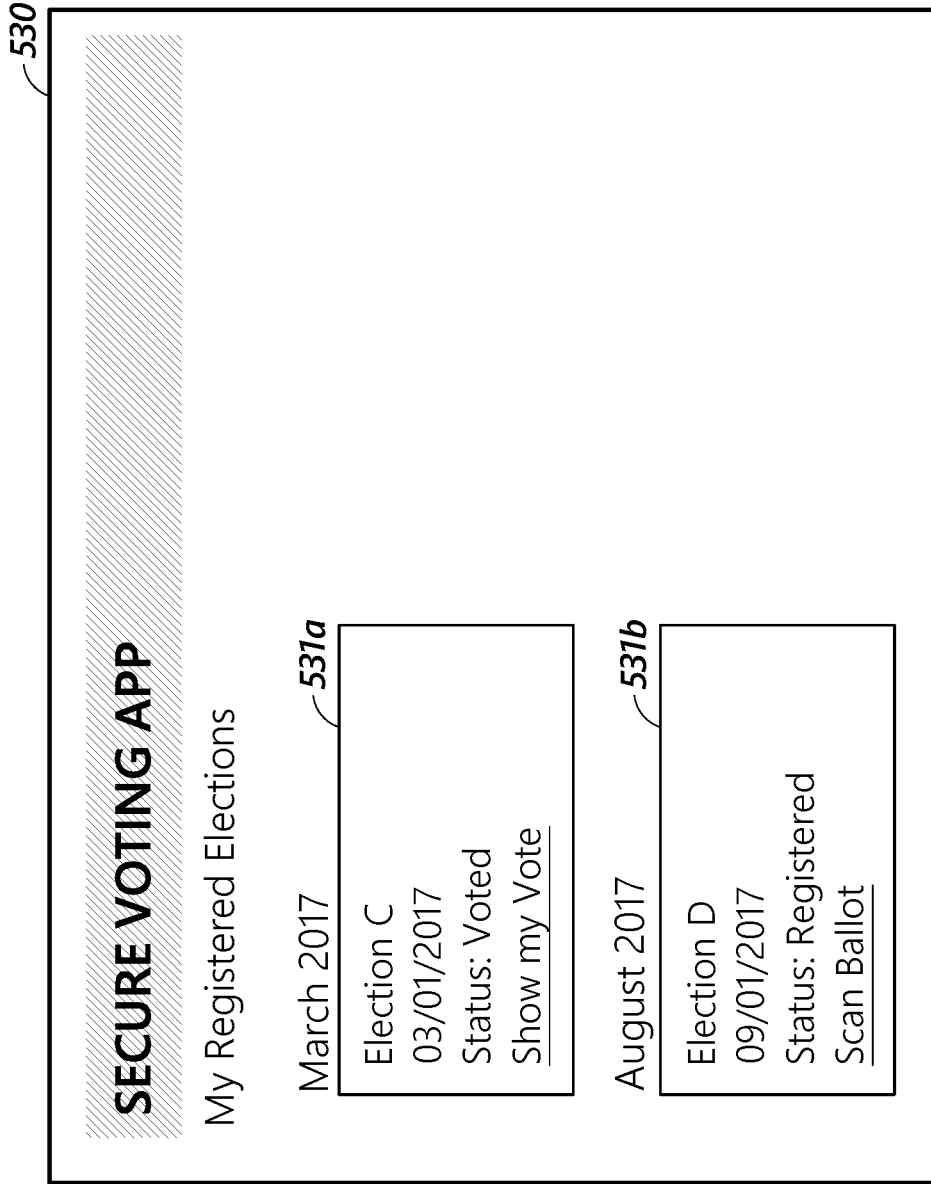 530
SECURE VOTING APP
My Registered Elections
March 2017
531a
Election C
03/01/2017
Status: Voted
Show my Vote
August 2017
531b
Election D
09/01/2017
Status: Registered
Scan Ballot